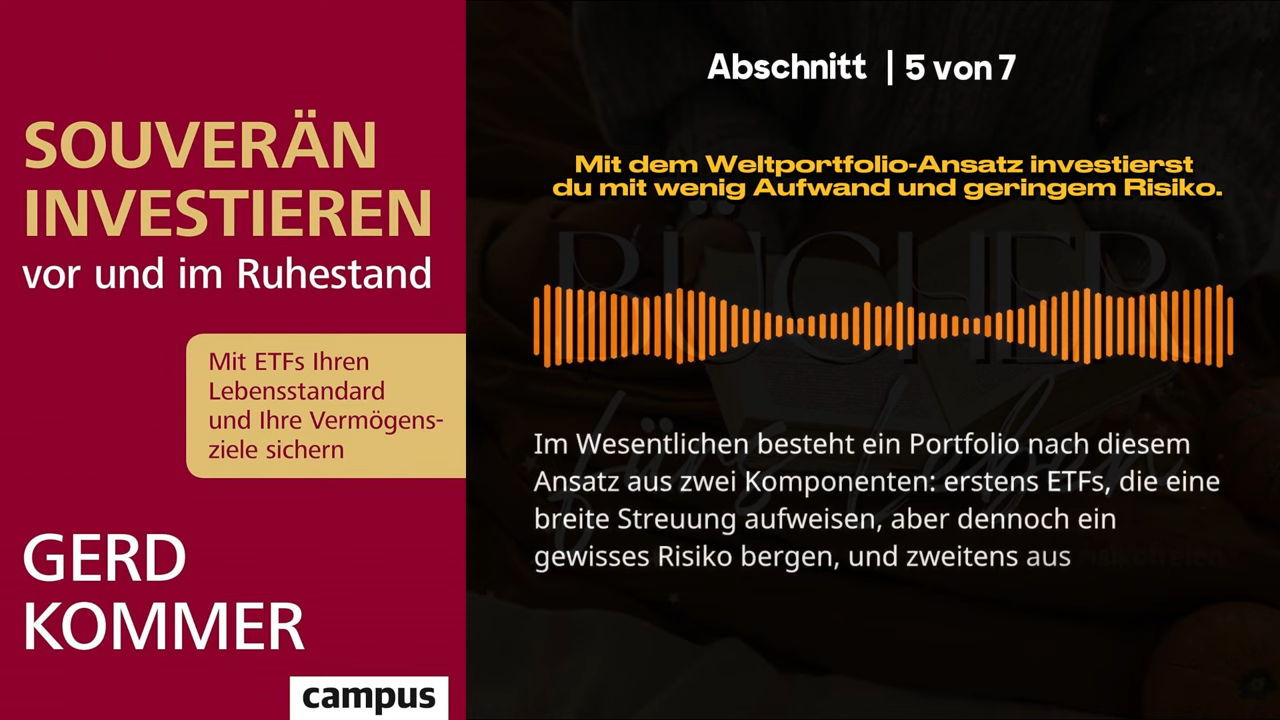 SOUVERÄN
INVESTIEREN
vor und im Ruhestand
Mit ETFs Ihren
Lebensstandard
und Ihre Vermögens-
ziele sichern
GERD
KOMMER
campus
Abschnitt | 5 von 7
Mit dem Weltportfolio-Ansatz investierst
du mit wenig Aufwand und geringem Risiko.
BÜCHER
fürs Leben
Im Wesentlichen besteht ein Portfolio nach diesem
Ansatz aus zwei Komponenten: erstens ETFs, die eine
breite Streuung aufweisen, aber dennoch ein
gewisses Risiko bergen, und zweitens aus